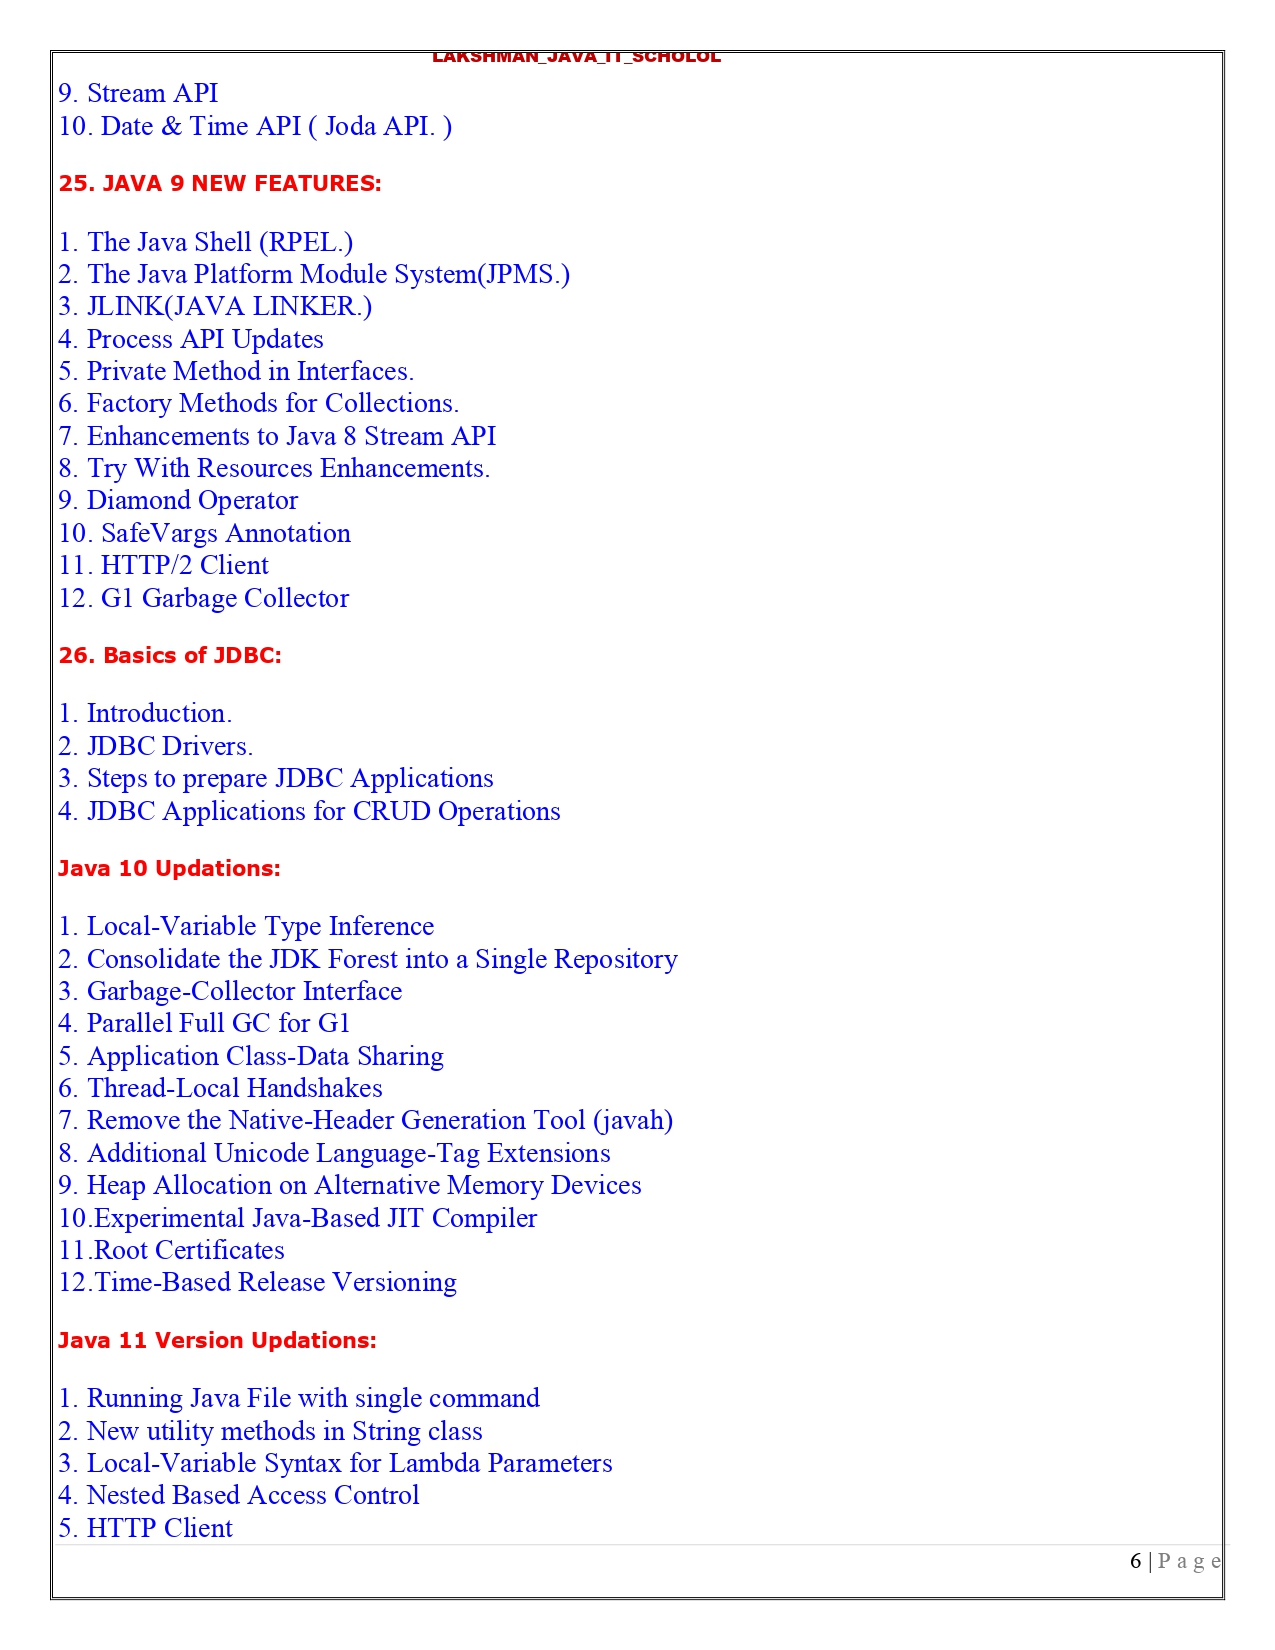 LAKSHMAN_JAVA_IT_SCHOLOL
9. Stream API
10. Date & Time API ( Joda API. )
25. JAVA 9 NEW FEATURES:
1. The Java Shell (RPEL.)
2. The Java Platform Module System(JPMS.)
3. JLINK(JAVA LINKER.)
4. Process API Updates
5. Private Method in Interfaces.
6. Factory Methods for Collections.
7. Enhancements to Java 8 Stream API
8. Try With Resources Enhancements.
9. Diamond Operator
10. SafeVargs Annotation
11. HTTP/2 Client
12. G1 Garbage Collector
26. Basics of JDBC:
1. Introduction.
2. JDBC Drivers.
3. Steps to prepare JDBC Applications
4. JDBC Applications for CRUD Operations
Java 10 Updations:
1. Local-Variable Type Inference
2. Consolidate the JDK Forest into a Single Repository
3. Garbage-Collector Interface
4. Parallel Full GC for G1
5. Application Class-Data Sharing
6. Thread-Local Handshakes
7. Remove the Native-Header Generation Tool (javah)
8. Additional Unicode Language-Tag Extensions
9. Heap Allocation on Alternative Memory Devices
10.Experimental Java-Based JIT Compiler
11.Root Certificates
12.Time-Based Release Versioning
Java 11 Version Updations:
1. Running Java File with single command
2. New utility methods in String class
3. Local-Variable Syntax for Lambda Parameters
4. Nested Based Access Control
5. HTTP Client
6 | P a g e